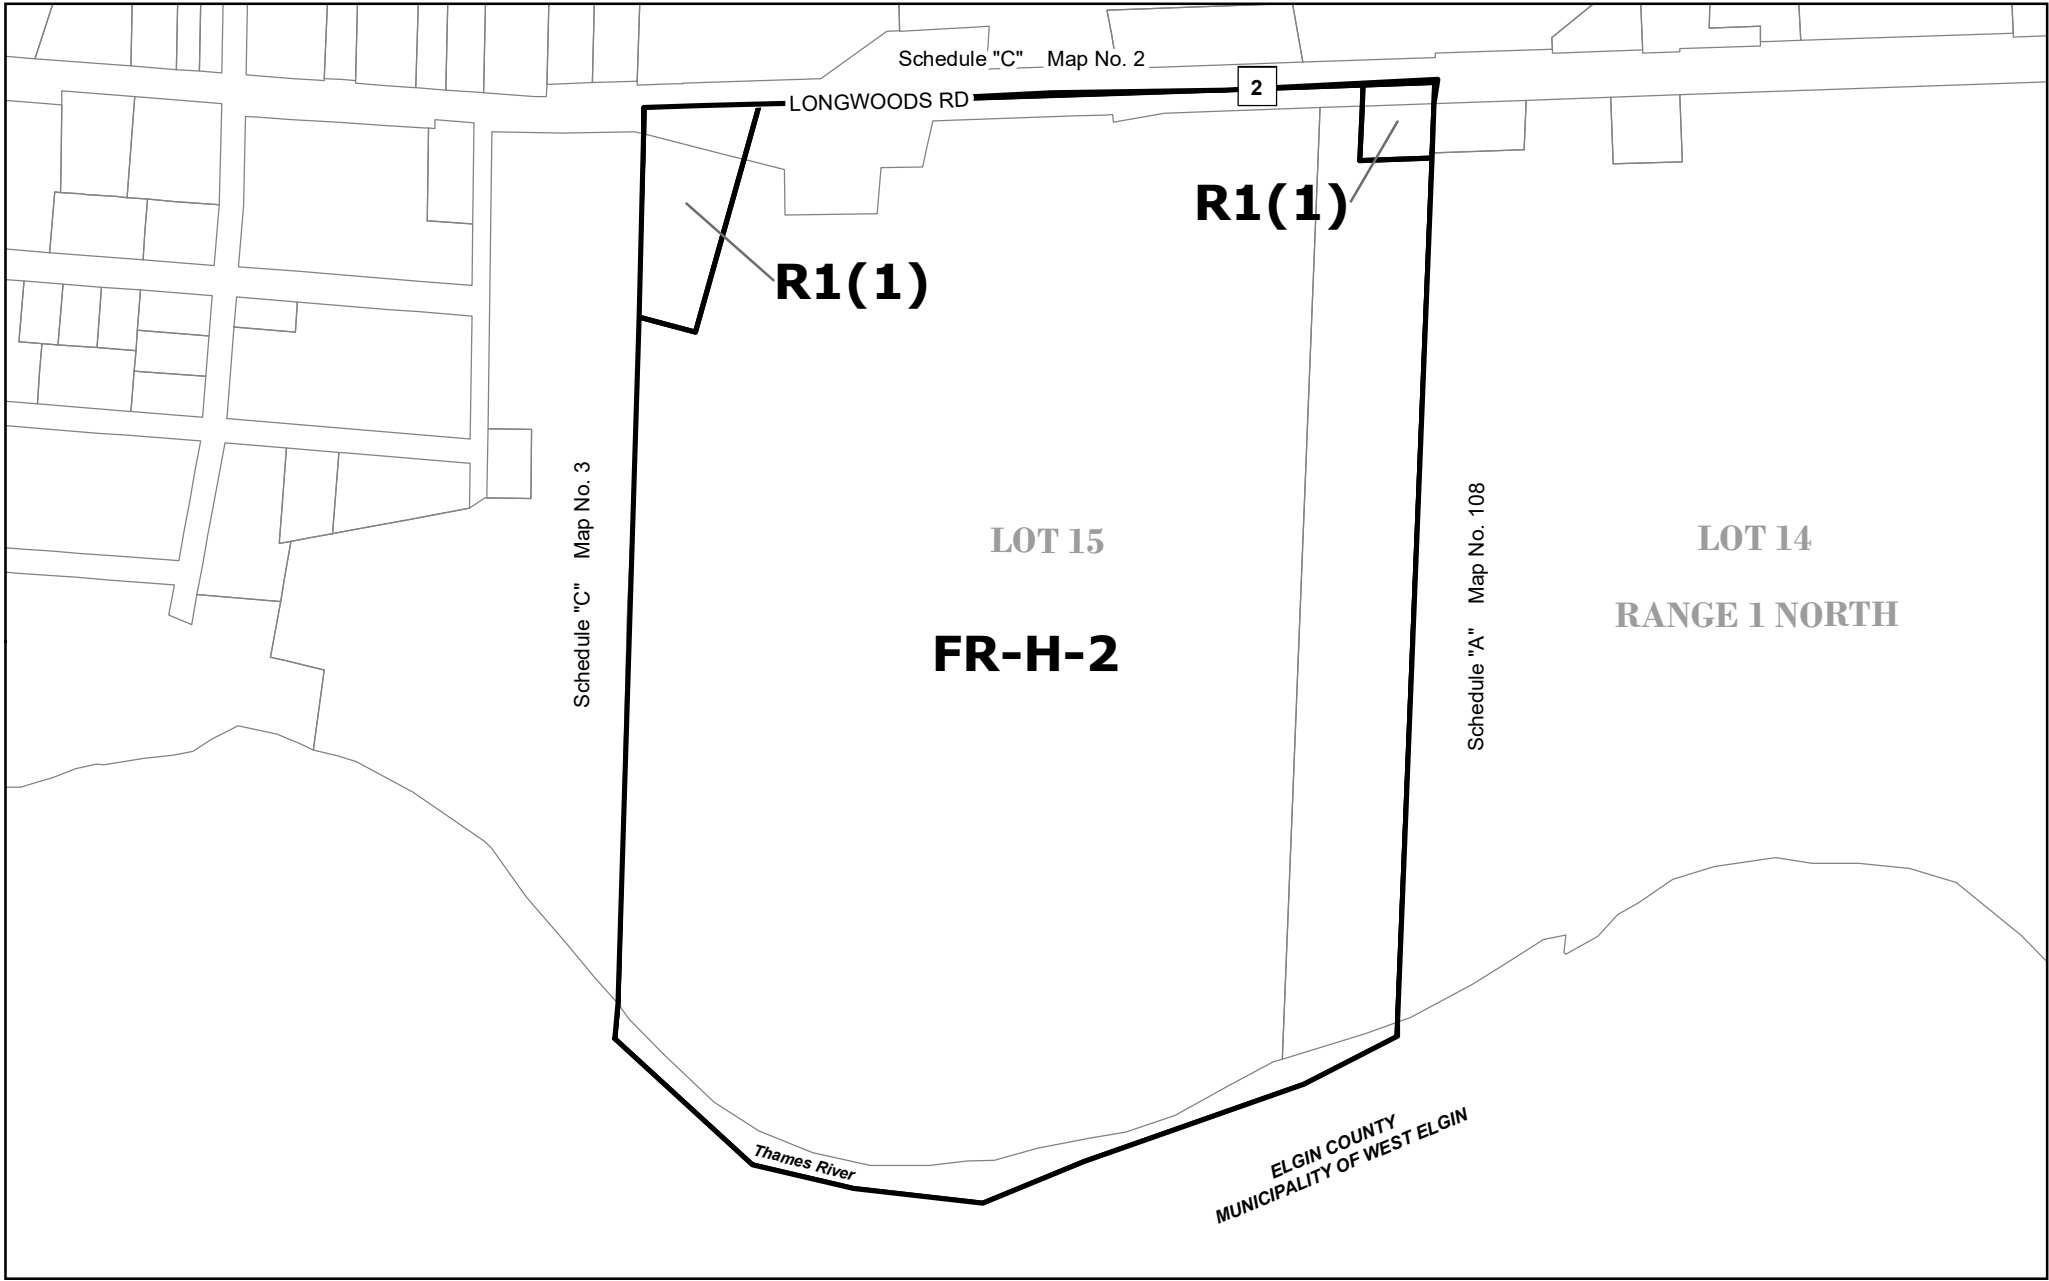 Schedule "C" Map No. 2
2
LONGWOODS RD
R1(1)
R1(1)
Schedule "C" Map No. 3
LOT 15
FR-H-2
Schedule "A" Map No. 108
LOT 14
RANGE 1 NORTH
Thames River
ELGIN COUNTY
MUNICIPALITY OF WEST ELGIN